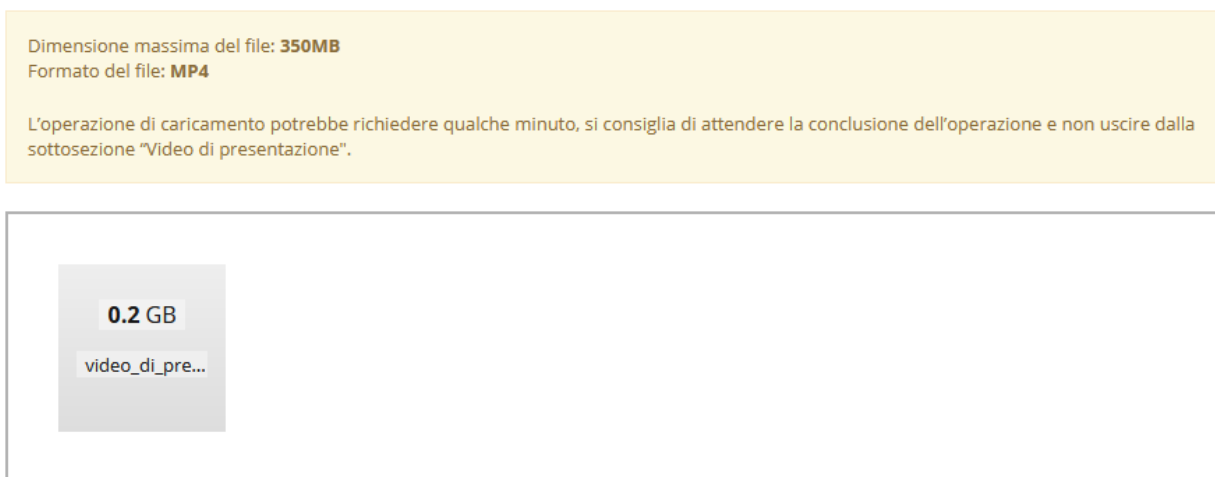 Dimensione massima del file: 350MB
Formato del file: MP4
L’operazione di caricamento potrebbe richiedere qualche minuto, si consiglia di attendere la conclusione dell’operazione e non uscire dalla
sottosezione “Video di presentazione".
0.2 GB
video_di_pre...